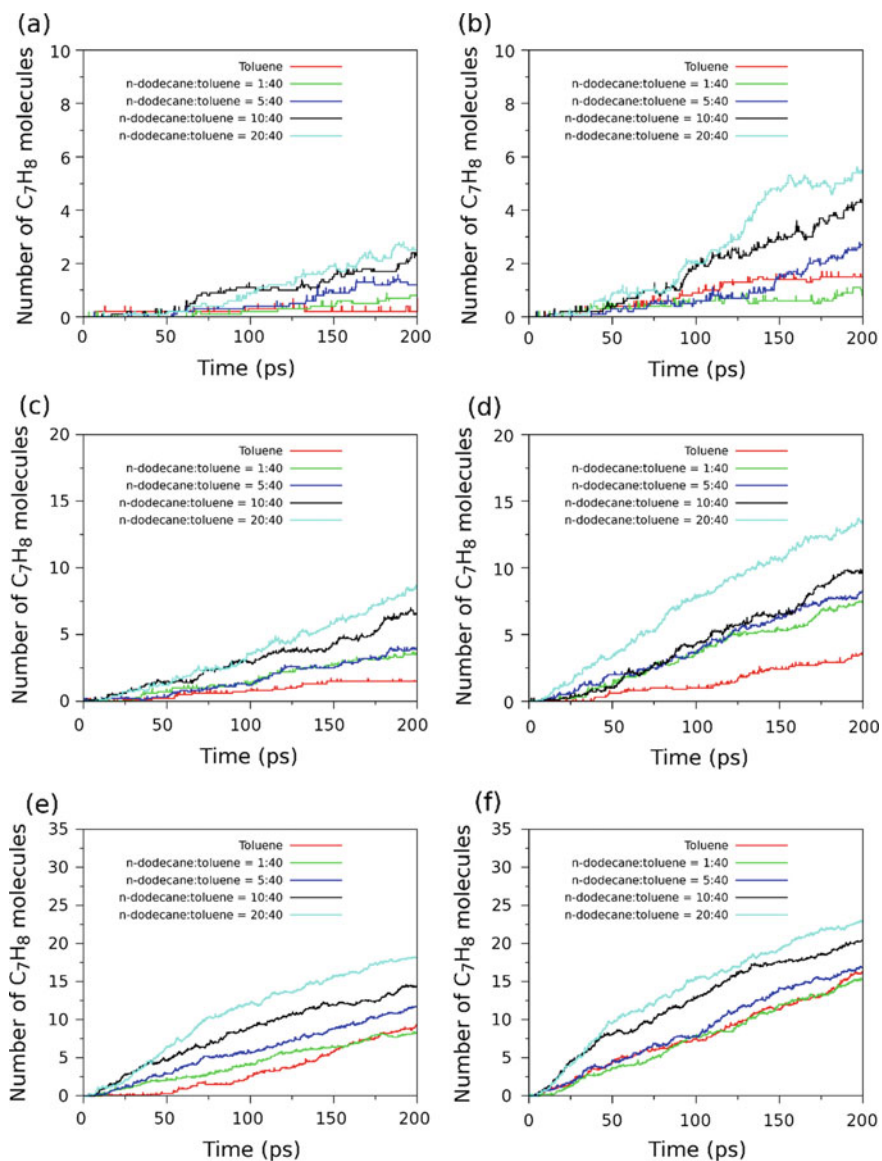 (a)
Number of C7H8 molecules
10
8
6
4
2
0
Toluene
n-dodecane:toluene = 1:40
n-dodecane:toluene = 5:40
n-dodecane:toluene = 10:40
n-dodecane:toluene = 20:40
0 50 100 150 200
Time (ps)
(b)
Number of C7H8 molecules
10
8
6
4
2
0
Toluene
n-dodecane:toluene = 1:40
n-dodecane:toluene = 5:40
n-dodecane:toluene = 10:40
n-dodecane:toluene = 20:40
0 50 100 150 200
Time (ps)
(c)
Number of C7H8 molecules
20
15
10
5
0
Toluene
n-dodecane:toluene = 1:40
n-dodecane:toluene = 5:40
n-dodecane:toluene = 10:40
n-dodecane:toluene = 20:40
0 50 100 150 200
Time (ps)
(d)
Number of C7H8 molecules
20
15
10
5
0
Toluene
n-dodecane:toluene = 1:40
n-dodecane:toluene = 5:40
n-dodecane:toluene = 10:40
n-dodecane:toluene = 20:40
0 50 100 150 200
Time (ps)
(e)
Number of C7H8 molecules
35
30
25
20
15
10
5
0
Toluene
n-dodecane:toluene = 1:40
n-dodecane:toluene = 5:40
n-dodecane:toluene = 10:40
n-dodecane:toluene = 20:40
0 50 100 150 200
Time (ps)
(f)
Number of C7H8 molecules
35
30
25
20
15
10
5
0
Toluene
n-dodecane:toluene = 1:40
n-dodecane:toluene = 5:40
n-dodecane:toluene = 10:40
n-dodecane:toluene = 20:40
0 50 100 150 200
Time (ps)